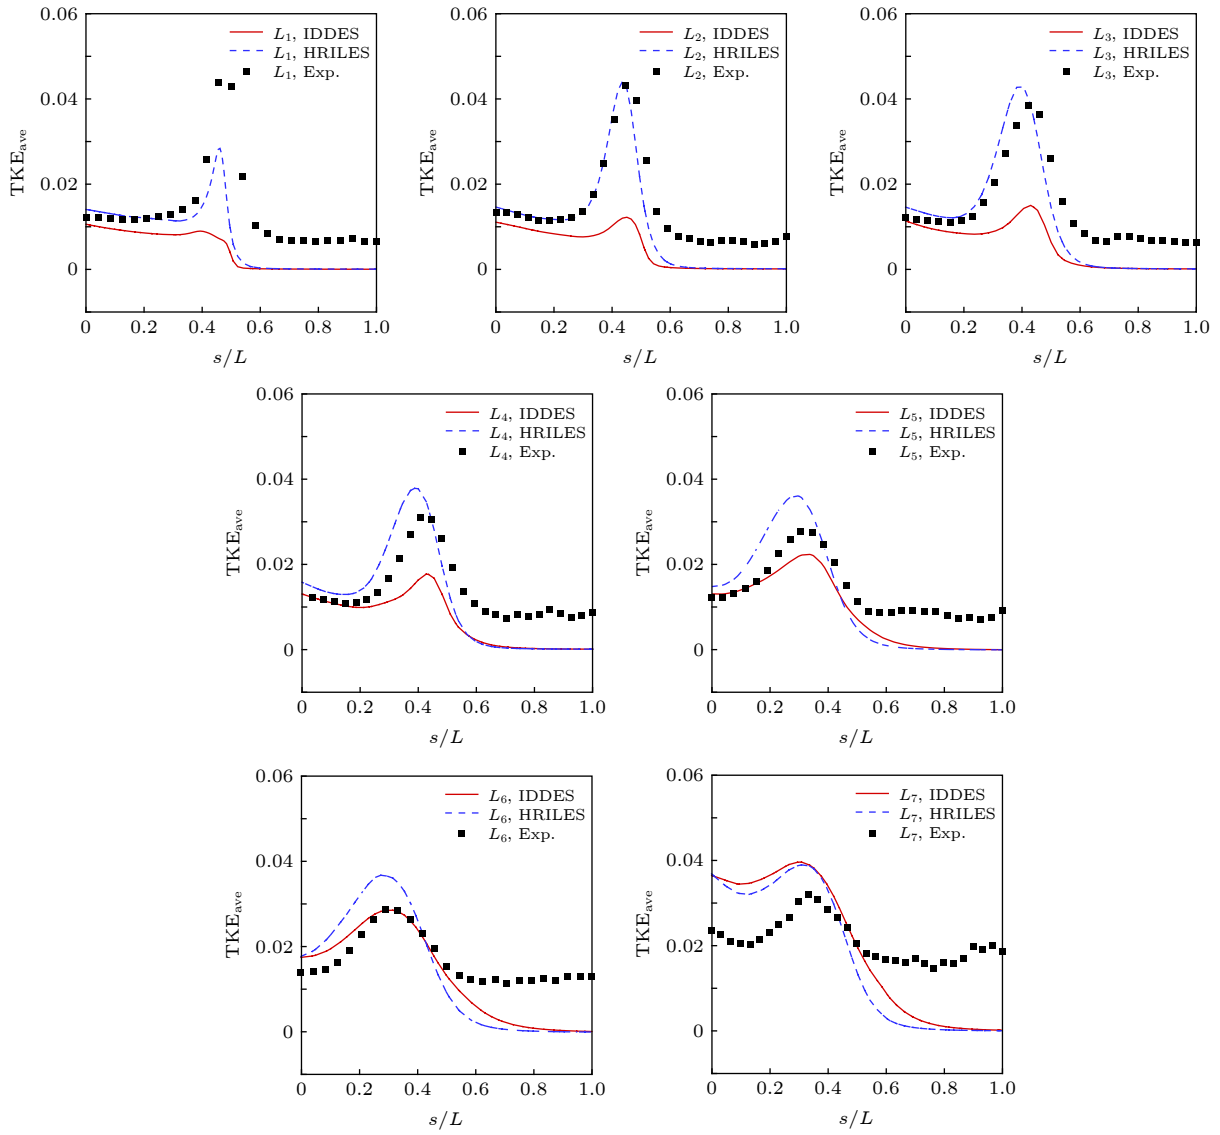 0.06
0.04
0.02
0
TKEave
L1, IDDES
L1, HRILES
L1, Exp.
0 0.2 0.4 0.6 0.8 1.0
s/L
0.06
0.04
0.02
0
TKEave
L2, IDDES
L2, HRILES
L2, Exp.
0 0.2 0.4 0.6 0.8 1.0
s/L
0.06
0.04
0.02
0
TKEave
L3, IDDES
L3, HRILES
L3, Exp.
0 0.2 0.4 0.6 0.8 1.0
s/L
0.06
0.04
0.02
0
TKEave
L4, IDDES
L4, HRILES
L4, Exp.
0 0.2 0.4 0.6 0.8 1.0
s/L
0.06
0.04
0.02
0
TKEave
L5, IDDES
L5, HRILES
L5, Exp.
0 0.2 0.4 0.6 0.8 1.0
s/L
0.06
0.04
0.02
0
TKEave
L6, IDDES
L6, HRILES
L6, Exp.
0 0.2 0.4 0.6 0.8 1.0
s/L
0.06
0.04
0.02
0
TKEave
L7, IDDES
L7, HRILES
L7, Exp.
0 0.2 0.4 0.6 0.8 1.0
s/L